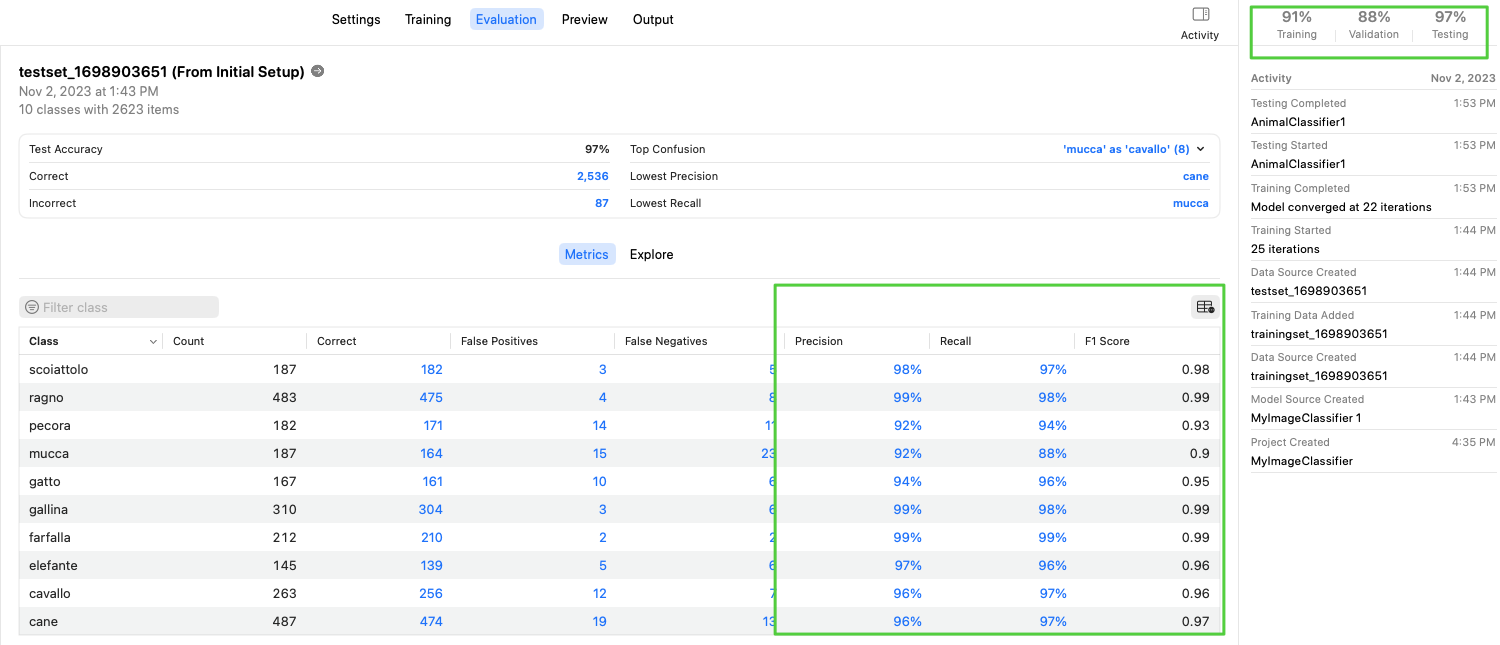 Settings Training Evaluation Preview Output
Activity
91% 88% 97%
Training Validation Testing
testset_1698903651 (From Initial Setup)
Nov 2, 2023 at 1:43 PM
10 classes with 2623 items
Test Accuracy 97% Top Confusion 'mucca' as 'cavallo' (8)
Correct 2,536 Lowest Precision cane
Incorrect 87 Lowest Recall mucca
Metrics Explore
Filter class
Class Count Correct False Positives False Negatives Precision Recall F1 Score
scoiattolo 187 182 3 5 98% 97% 0.98
ragno 483 475 4 8 99% 98% 0.99
pecora 182 171 14 11 92% 94% 0.93
mucca 187 164 15 23 92% 88% 0.9
gatto 167 161 10 6 94% 96% 0.95
gallina 310 304 3 6 99% 98% 0.99
farfalla 212 210 2 2 99% 99% 0.99
elefante 145 139 5 6 97% 96% 0.96
cavallo 263 256 12 7 96% 97% 0.96
cane 487 474 19 13 96% 97% 0.97
Activity Nov 2, 2023
Testing Completed 1:53 PM
AnimalClassifier1
Testing Started 1:53 PM
AnimalClassifier1
Training Completed 1:53 PM
Model converged at 22 iterations
Training Started 1:44 PM
25 iterations
Data Source Created 1:44 PM
testset_1698903651
Training Data Added 1:44 PM
trainingset_1698903651
Data Source Created 1:44 PM
trainingset_1698903651
Model Source Created 1:43 PM
MyImageClassifier 1
Project Created 4:35 PM
MyImageClassifier